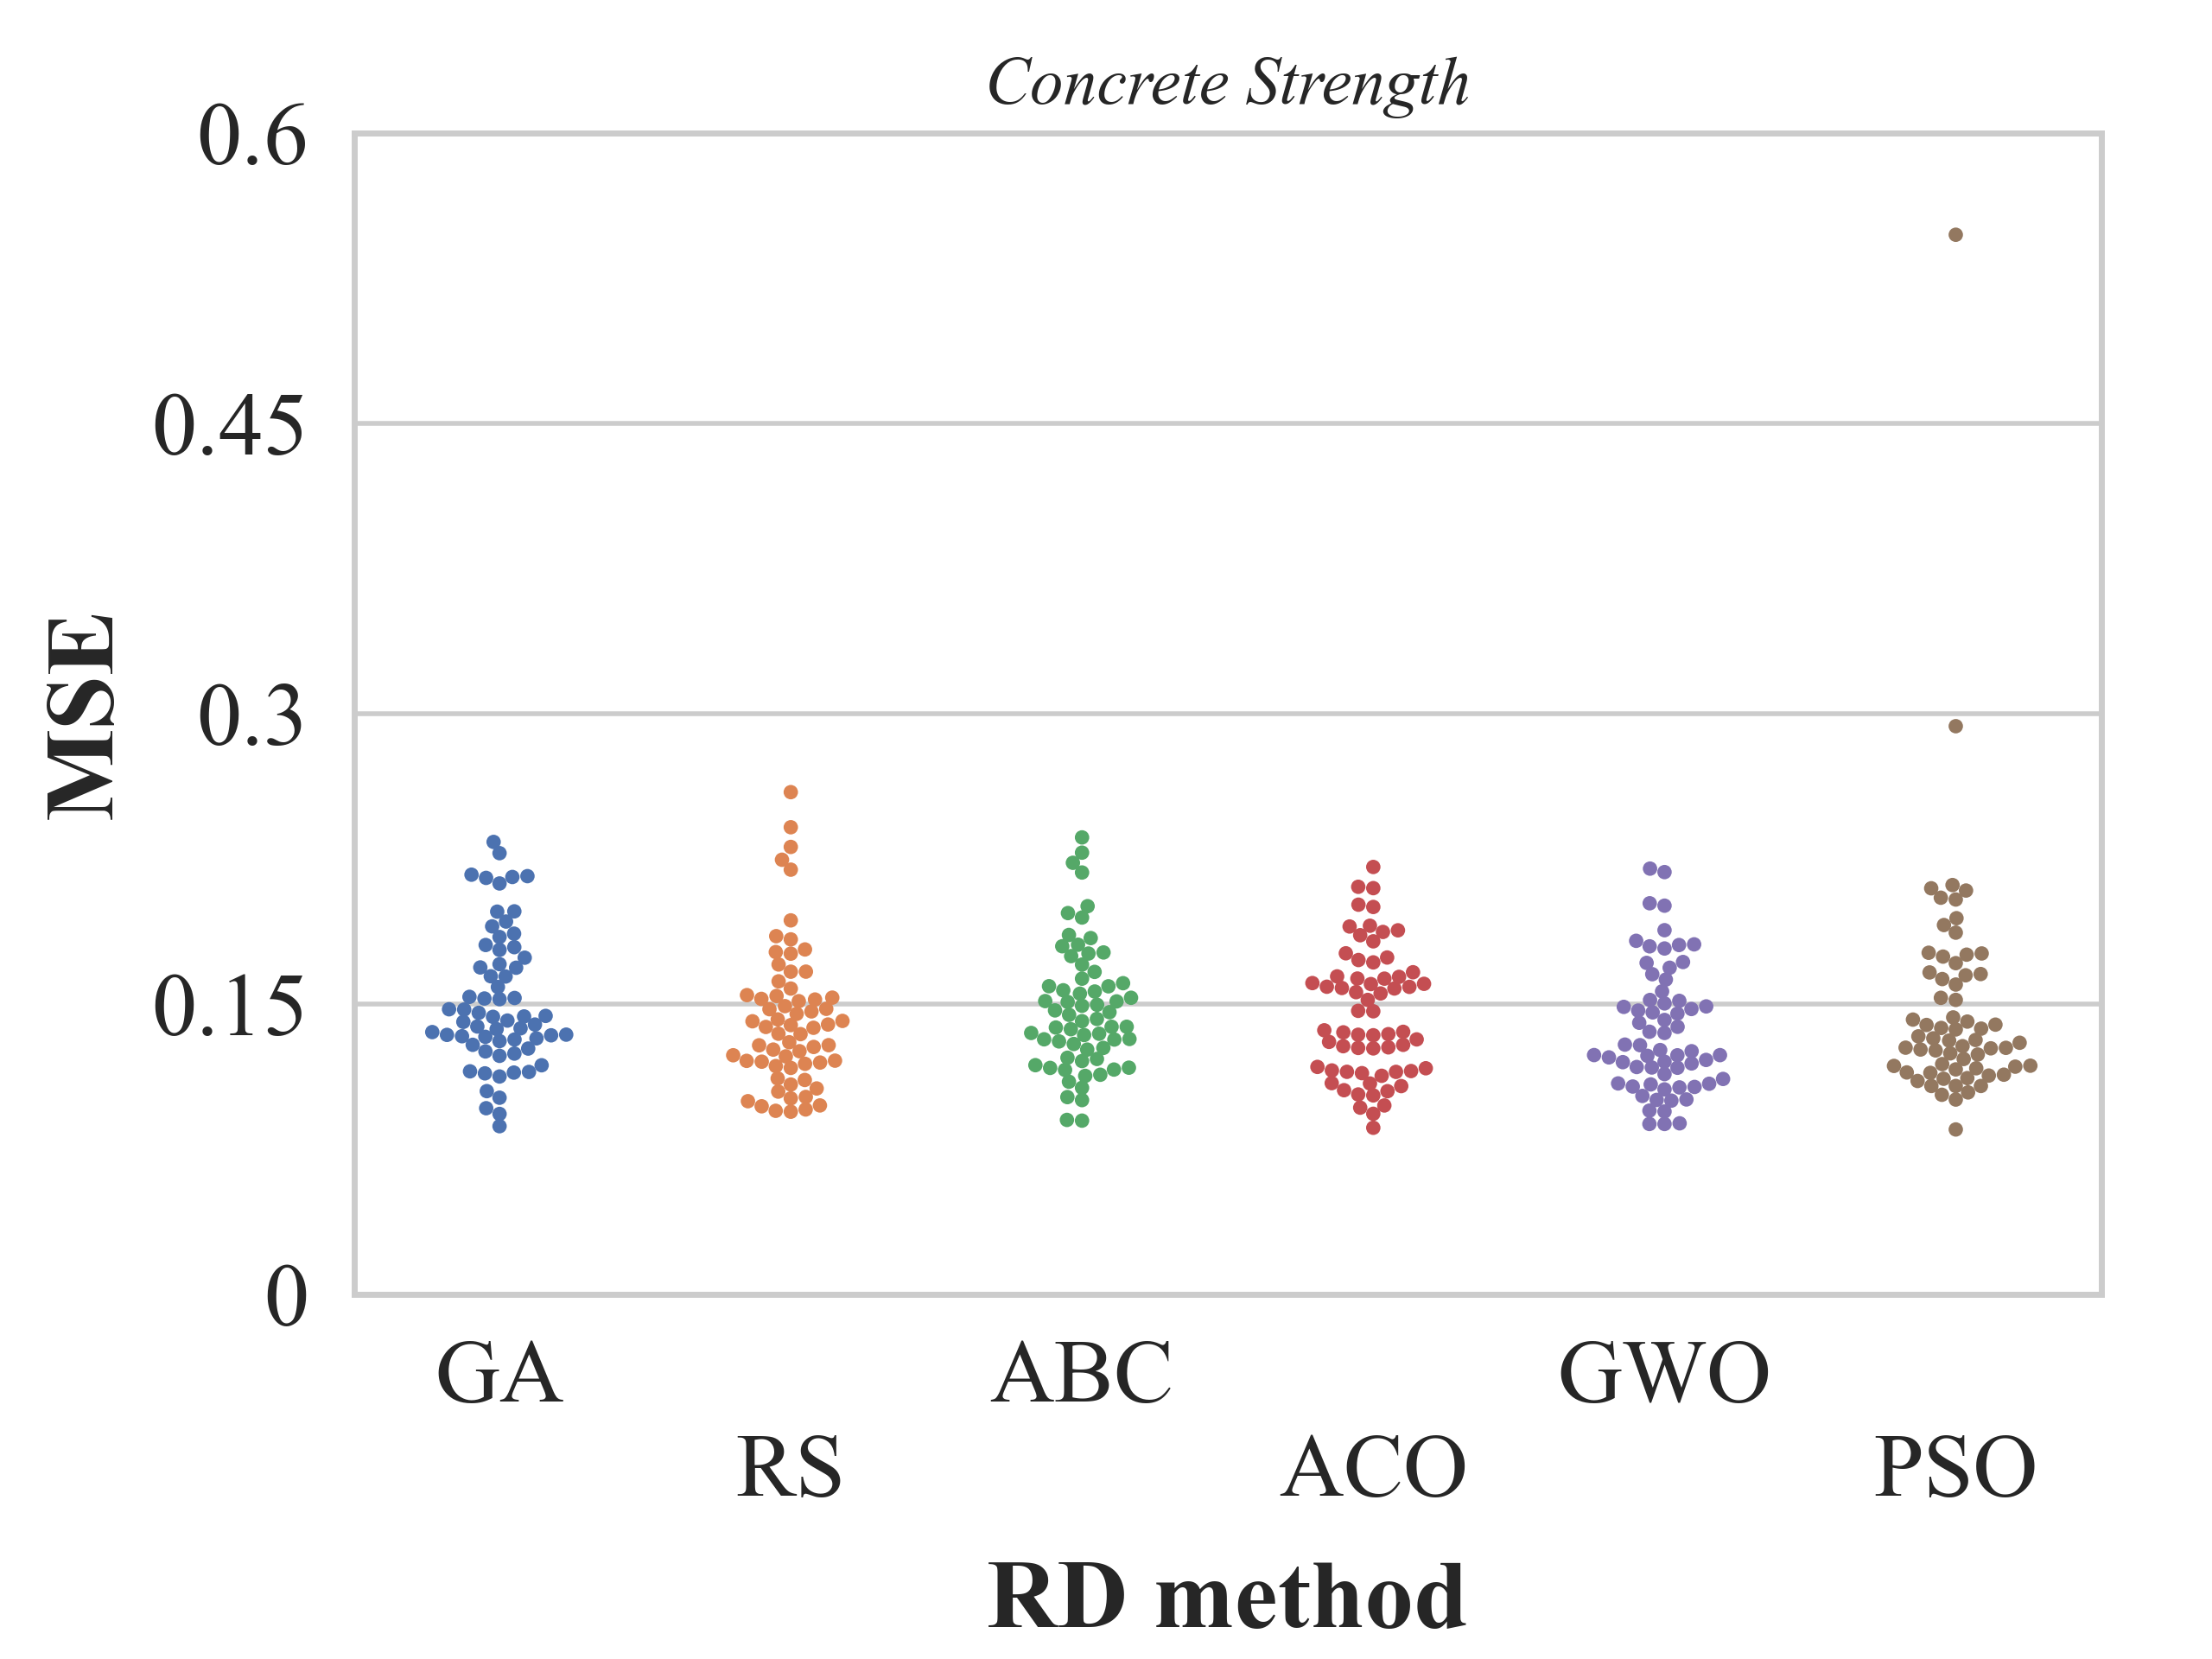 Concrete Strength
0.6
0.45
0.3
0.15
0
MSE
GA
RS
ABC
ACO
GWO
PSO
RD method